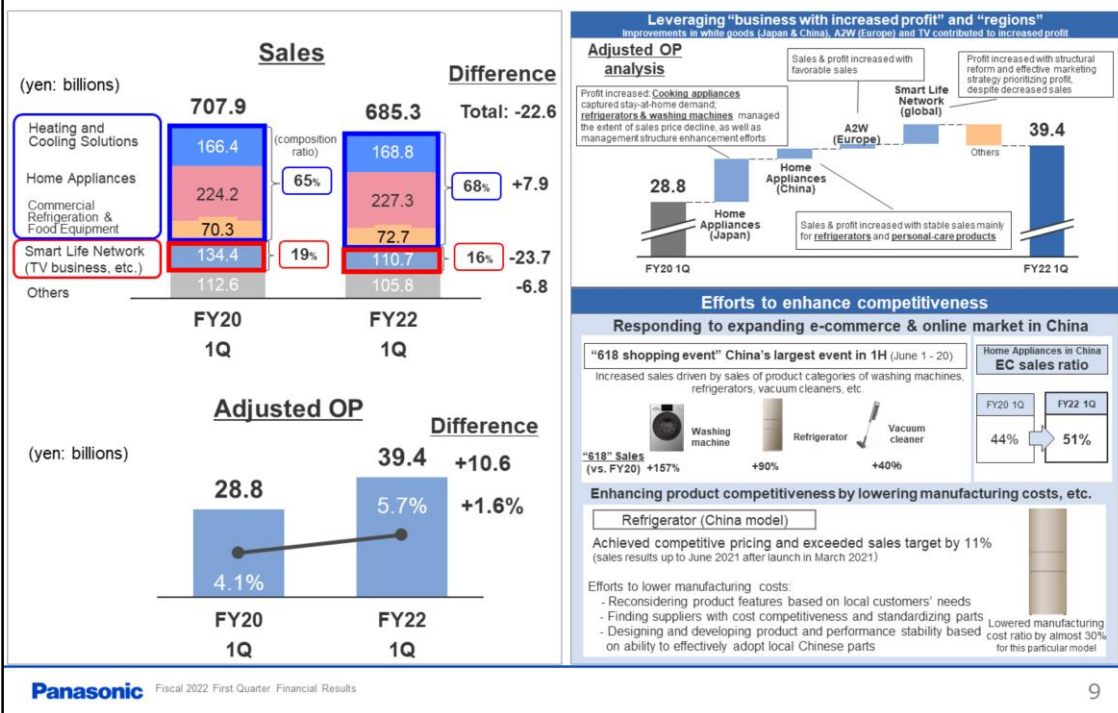 Sales
(yen: billions)
Difference
707.9
685.3
Total: -22.6
Heating and
Cooling Solutions
166.4
(composition
ratio)
168.8
Home Appliances
224.2
65%
227.3
68%
+7.9
Commercial
Refrigeration &
Food Equipment
70.3
72.7
Smart Life Network
(TV business, etc.)
134.4
19%
110.7
16%
-23.7
Others
112.6
105.8
-6.8
FY20
1Q
FY22
1Q
Adjusted OP
Difference
(yen: billions)
28.8
39.4
+10.6
4.1%
5.7%
+1.6%
FY20
1Q
FY22
1Q
Leveraging “business with increased profit” and “regions”
Improvements in white goods (Japan & China), A2W (Europe) and TV contributed to increased profit
Adjusted OP
analysis
Sales & profit increased with
favorable sales
Profit increased with structural
reform and effective marketing
strategy prioritizing profit,
despite decreased sales
Profit increased: Cooking appliances
captured stay-at-home demand;
refrigerators & washing machines managed
the extent of sales price decline, as well as
management structure enhancement efforts
Smart Life
Network
(global)
A2W
(Europe)
Others
39.4
28.8
Home
Appliances
(China)
Home
Appliances
(Japan)
Sales & profit increased with stable sales mainly
for refrigerators and personal-care products
FY20 1Q
FY22 1Q
Efforts to enhance competitiveness
Responding to expanding e-commerce & online market in China
“618 shopping event” China’s largest event in 1H (June 1 - 20)
Increased sales driven by sales of product categories of washing machines,
refrigerators, vacuum cleaners, etc.
Washing
machine
Refrigerator
Vacuum
cleaner
“618” Sales
(vs. FY20) +157%
+90%
+40%
Home Appliances in China
EC sales ratio
FY20 1Q
FY22 1Q
44%
51%
Enhancing product competitiveness by lowering manufacturing costs, etc.
Refrigerator (China model)
Achieved competitive pricing and exceeded sales target by 11%
(sales results up to June 2021 after launch in March 2021)
Efforts to lower manufacturing costs:
- Reconsidering product features based on local customers’ needs
- Finding suppliers with cost competitiveness and standardizing parts
- Designing and developing product and performance stability based
on ability to effectively adopt local Chinese parts
Lowered manufacturing
cost ratio by almost 30%
for this particular model
Panasonic
Fiscal 2022 First Quarter Financial Results
9